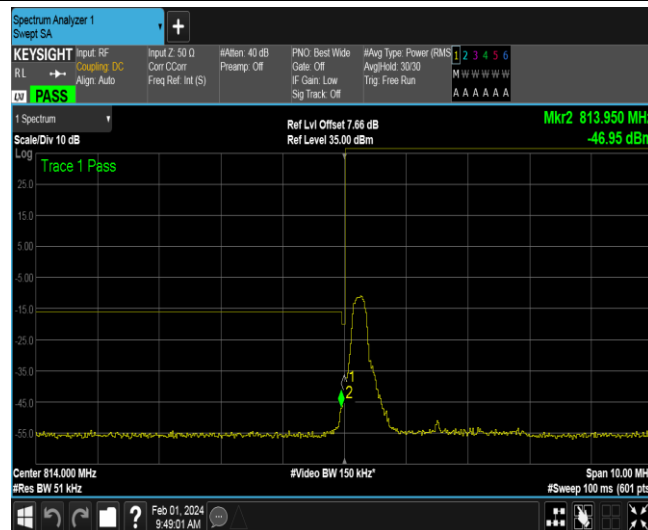 Spectrum Analyzer 1
Swept SA
+
KEYSIGHT Input: RF Input Z: 50 Ω #Atten: 40 dB PNO: Best Wide #Avg Type: Power (RMS 1 2 3 4 5 6
RL Coupling: DC Corr CCorr Preamp: Off Gate: Off Avg|Hold: 30/30 M W W W W W
Align: Auto Freq Ref: Int (S) IF Gain: Low Trig: Free Run
LXI PASS Sig Track: Off A A A A A A
1 Spectrum Ref Lvl Offset 7.66 dB Mkr2 813.950 MHz
Scale/Div 10 dB Ref Level 35.00 dBm -46.95 dBm
Log
Trace 1 Pass
25.0
15.0
5.00
-5.00
-15.0
-25.0
-35.0
1
2
-45.0
-55.0
Center 814.000 MHz #Video BW 150 kHz* Span 10.00 MH
#Res BW 51 kHz #Sweep 100 ms (601 pts
? Feb 01, 2024
9:49:01 AM